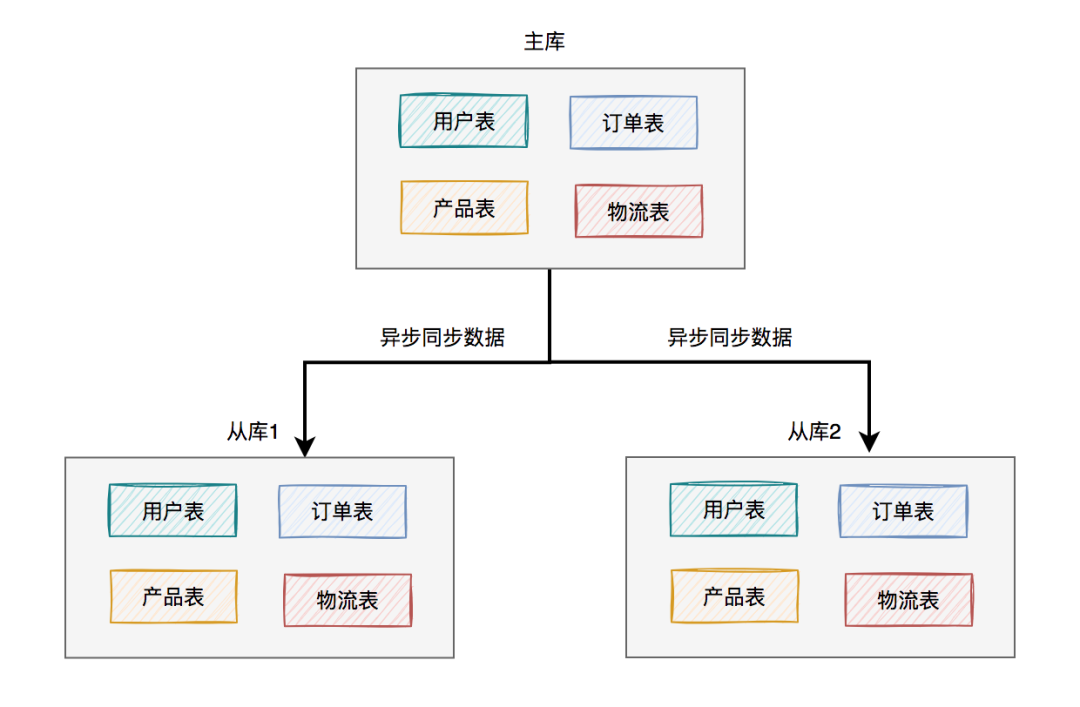 主库
用户表
订单表
产品表
物流表
异步同步数据
异步同步数据
从库1
从库2
用户表
订单表
产品表
物流表
用户表
订单表
产品表
物流表